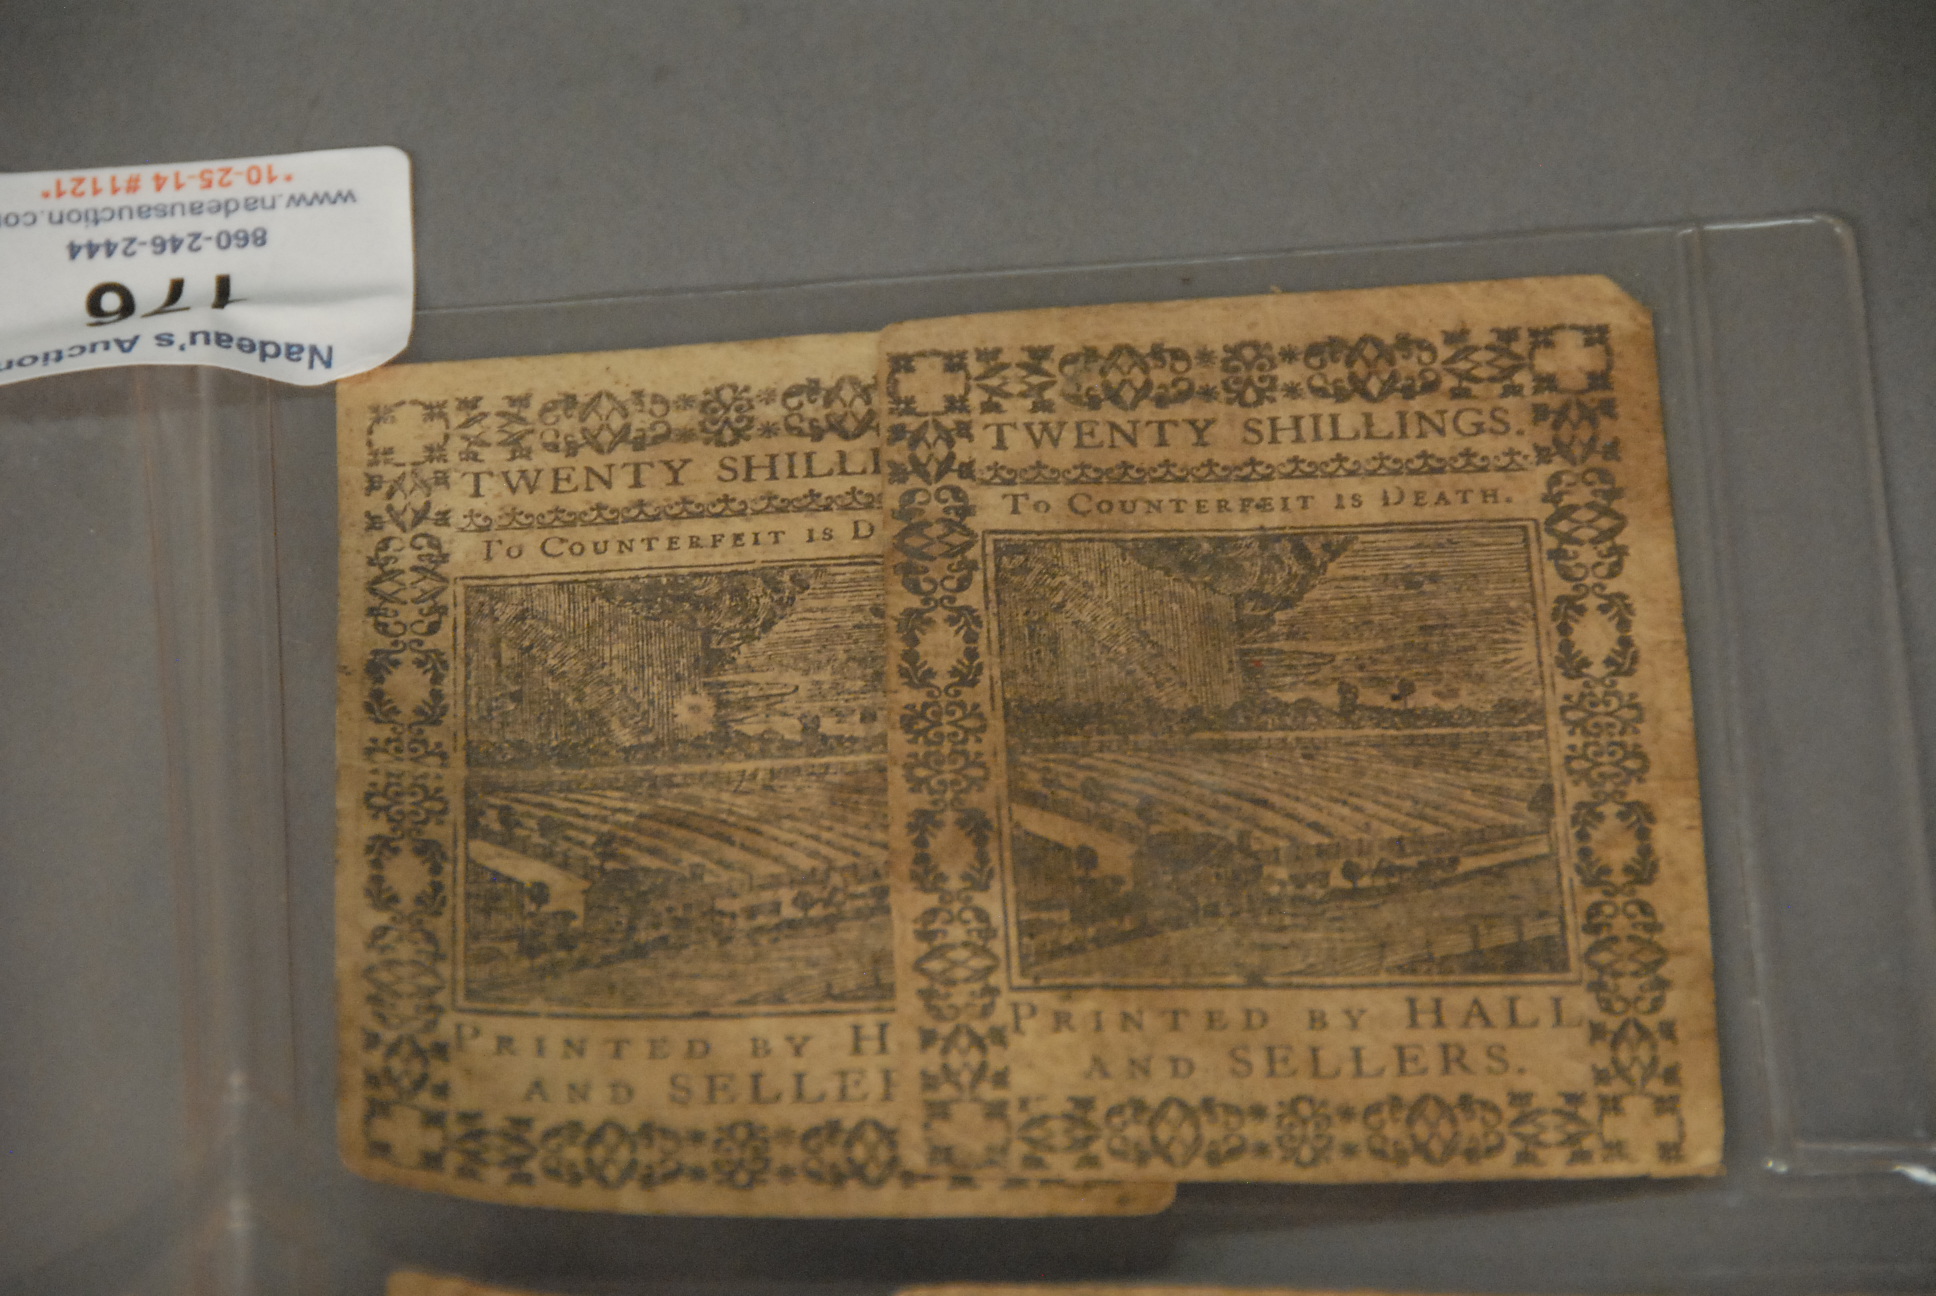 Nadeau's Auction
176
860-246-2444
www.nadeausauction.co
*10-25-14 #1121*
TWENTY SHILLI
To COUNTERFEIT IS D
PRINTED BY H
AND SELLE
TWENTY SHILLINGS.
To COUNTERFEIT IS DEATH.
PRINTED BY HALL
AND SELLERS.